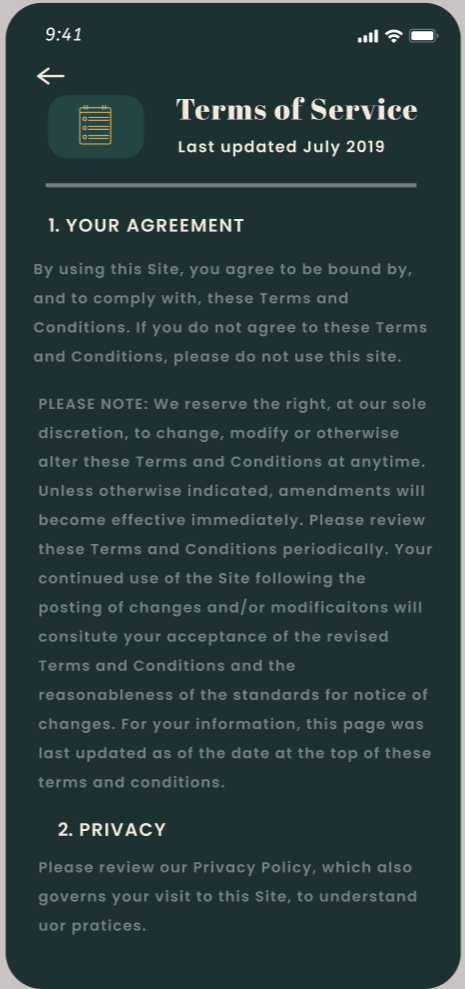 9:41
Terms of Service
Last updated July 2019
1. YOUR AGREEMENT
By using this Site, you agree to be bound by,
and to comply with, these Terms and
Conditions. If you do not agree to these Terms
and Conditions, please do not use this site.
PLEASE NOTE: We reserve the right, at our sole
discretion, to change, modify or otherwise
alter these Terms and Conditions at anytime.
Unless otherwise indicated, amendments will
become effective immediately. Please review
these Terms and Conditions periodically. Your
continued use of the Site following the
posting of changes and/or modificaitons will
consitute your acceptance of the revised
Terms and Conditions and the
reasonableness of the standards for notice of
changes. For your information, this page was
last updated as of the date at the top of these
terms and conditions.
2. PRIVACY
Please review our Privacy Policy, which also
governs your visit to this Site, to understand
uor pratices.